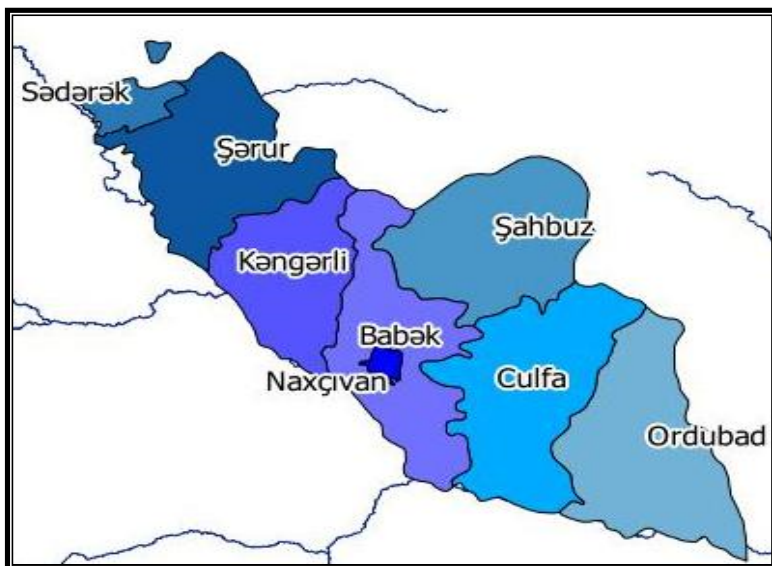 Sədərək
Şərur
Şahbuz
Kəngərli
Babək
Naxçıvan
Culfa
Ordubad